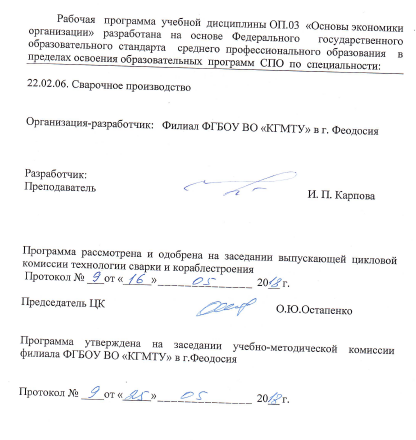 Рабочая программа учебной дисциплины ОП.03 «Основы экономики
организации» разработана на основе Федерального государственного
образовательного стандарта среднего профессионального образования в
пределах освоения образовательных программ СПО по специальности:
22.02.06. Сварочное производство
Организация-разработчик: Филиал ФГБОУ ВО «КГМТУ» в г. Феодосия
Разработчик:
Преподаватель И. П. Карпова
Программа рассмотрена и одобрена на заседании выпускающей цикловой
комиссии технологии сварки и кораблестроения
Протокол № 9 от « 16 » 05 2018 г.
Председатель ЦК О.Ю.Остапенко
Программа утверждена на заседании учебно-методической комиссии
филиала ФГБОУ ВО «КГМТУ» в г.Феодосия
Протокол № 9 от « 25 » 05 2018 г.